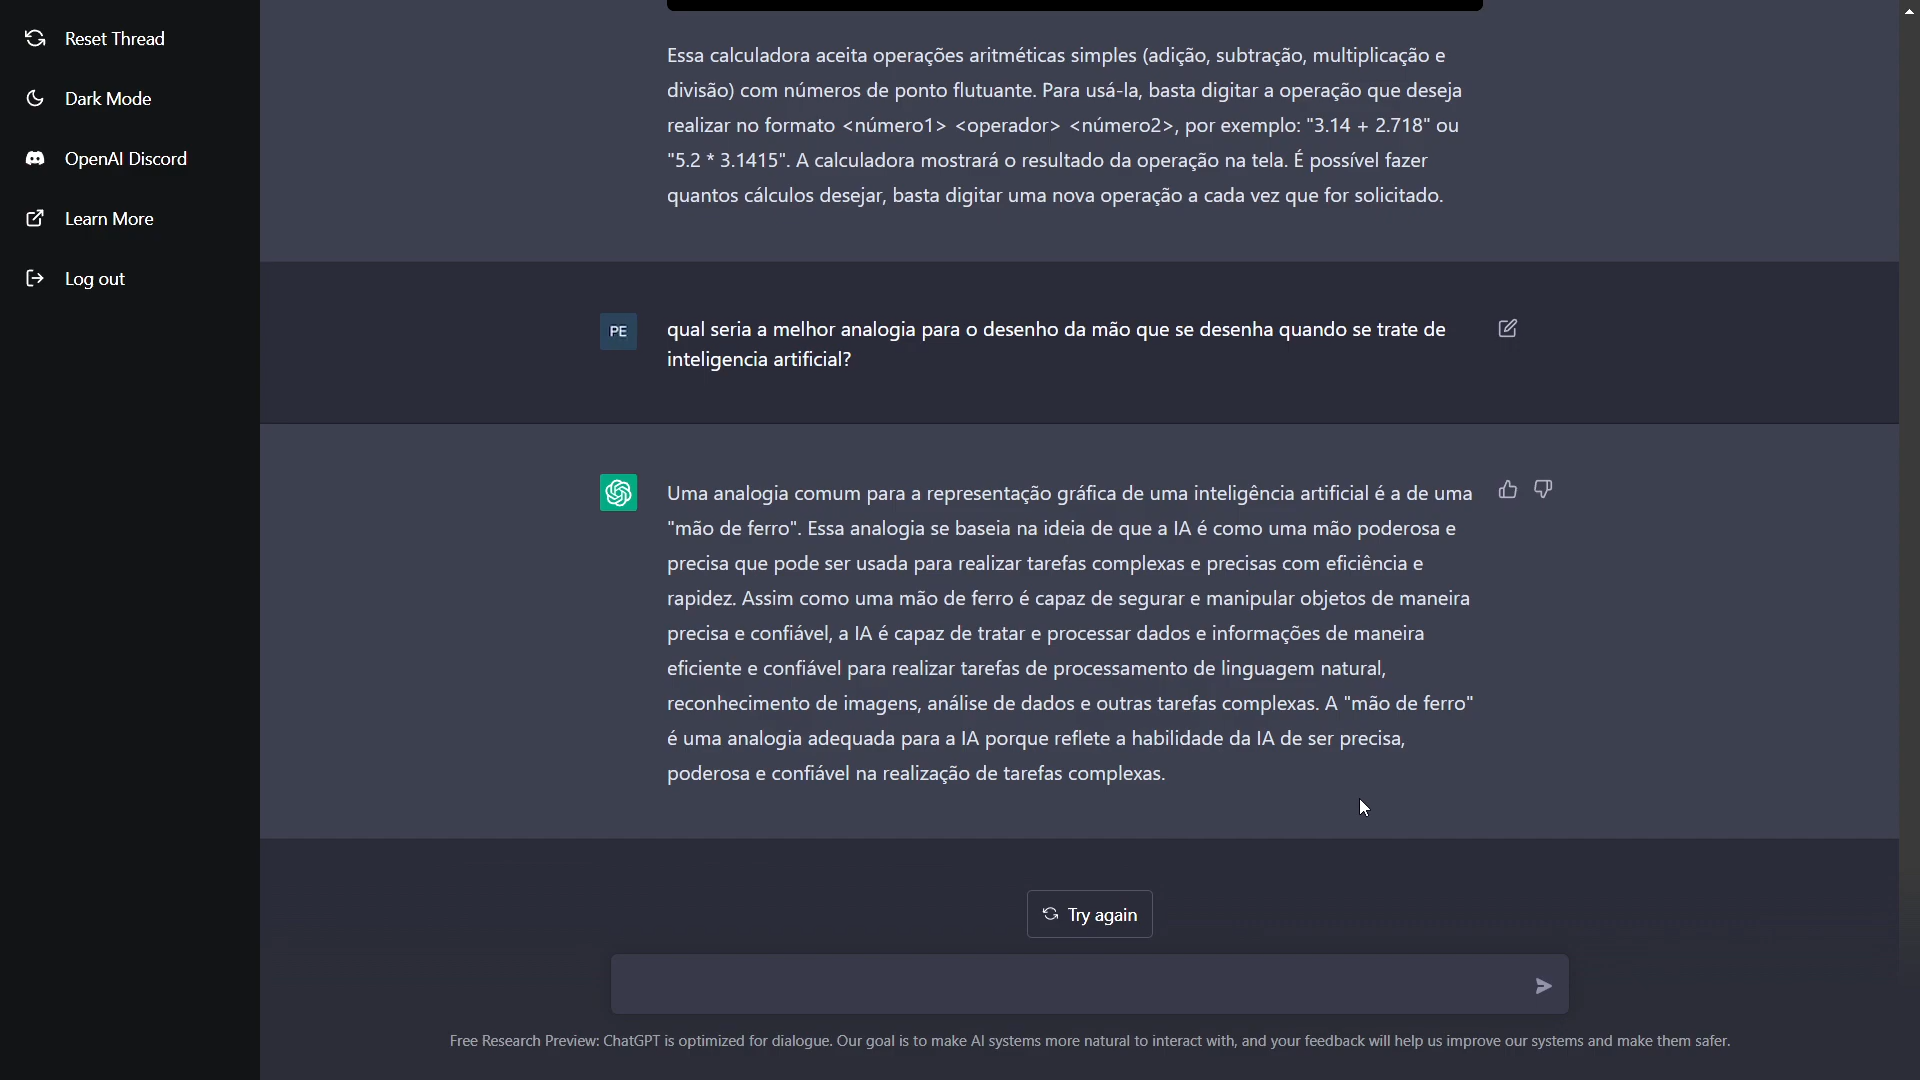 Reset Thread
Dark Mode
OpenAI Discord
Learn More
Log out
Essa calculadora aceita operações aritméticas simples (adição, subtração, multiplicação e
divisão) com números de ponto flutuante. Para usá-la, basta digitar a operação que deseja
realizar no formato <número1> <operador> <número2>, por exemplo: "3.14 + 2.718" ou
"5.2 * 3.1415". A calculadora mostrará o resultado da operação na tela. É possível fazer
quantos cálculos desejar, basta digitar uma nova operação a cada vez que for solicitado.
PE
qual seria a melhor analogia para o desenho da mão que se desenha quando se trate de
inteligencia artificial?
Uma analogia comum para a representação gráfica de uma inteligência artificial é a de uma
"mão de ferro". Essa analogia se baseia na ideia de que a IA é como uma mão poderosa e
precisa que pode ser usada para realizar tarefas complexas e precisas com eficiência e
rapidez. Assim como uma mão de ferro é capaz de segurar e manipular objetos de maneira
precisa e confiável, a IA é capaz de tratar e processar dados e informações de maneira
eficiente e confiável para realizar tarefas de processamento de linguagem natural,
reconhecimento de imagens, análise de dados e outras tarefas complexas. A "mão de ferro"
é uma analogia adequada para a IA porque reflete a habilidade da IA de ser precisa,
poderosa e confiável na realização de tarefas complexas.
Try again
Free Research Preview: ChatGPT is optimized for dialogue. Our goal is to make AI systems more natural to interact with, and your feedback will help us improve our systems and make them safer.